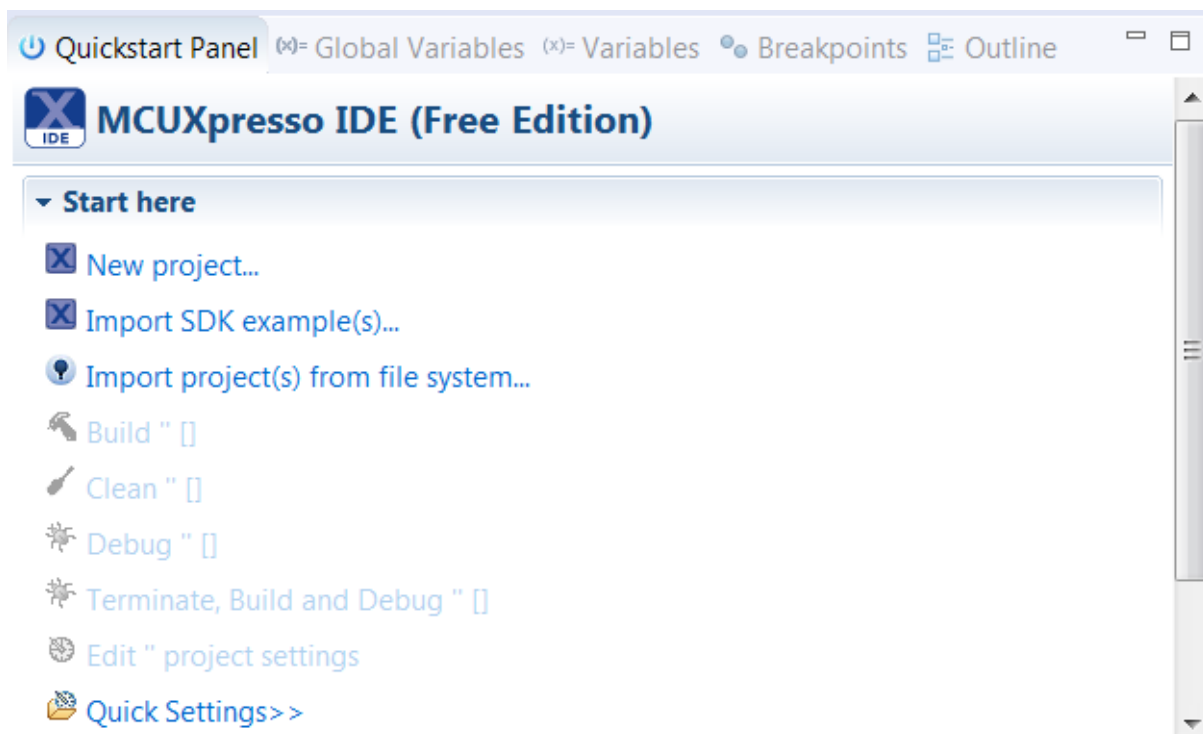 Quickstart Panel (x)= Global Variables (x)= Variables Breakpoints Outline
IDE MCUXpresso IDE (Free Edition)
Start here
New project...
Import SDK example(s)...
Import project(s) from file system...
Build '' []
Clean '' []
Debug '' []
Terminate, Build and Debug '' []
Edit '' project settings
Quick Settings>>